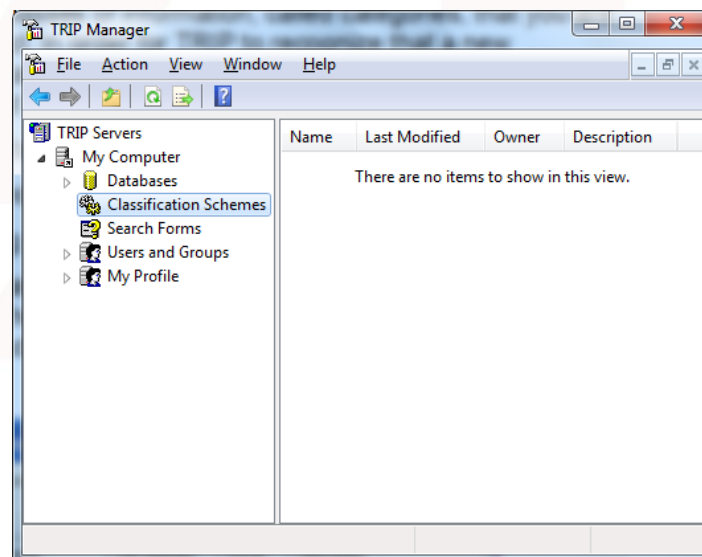 TRIP Manager
File Action View Window Help
TRIP Servers
My Computer
Databases
Classification Schemes
Search Forms
Users and Groups
My Profile
Name Last Modified Owner Description
There are no items to show in this view.